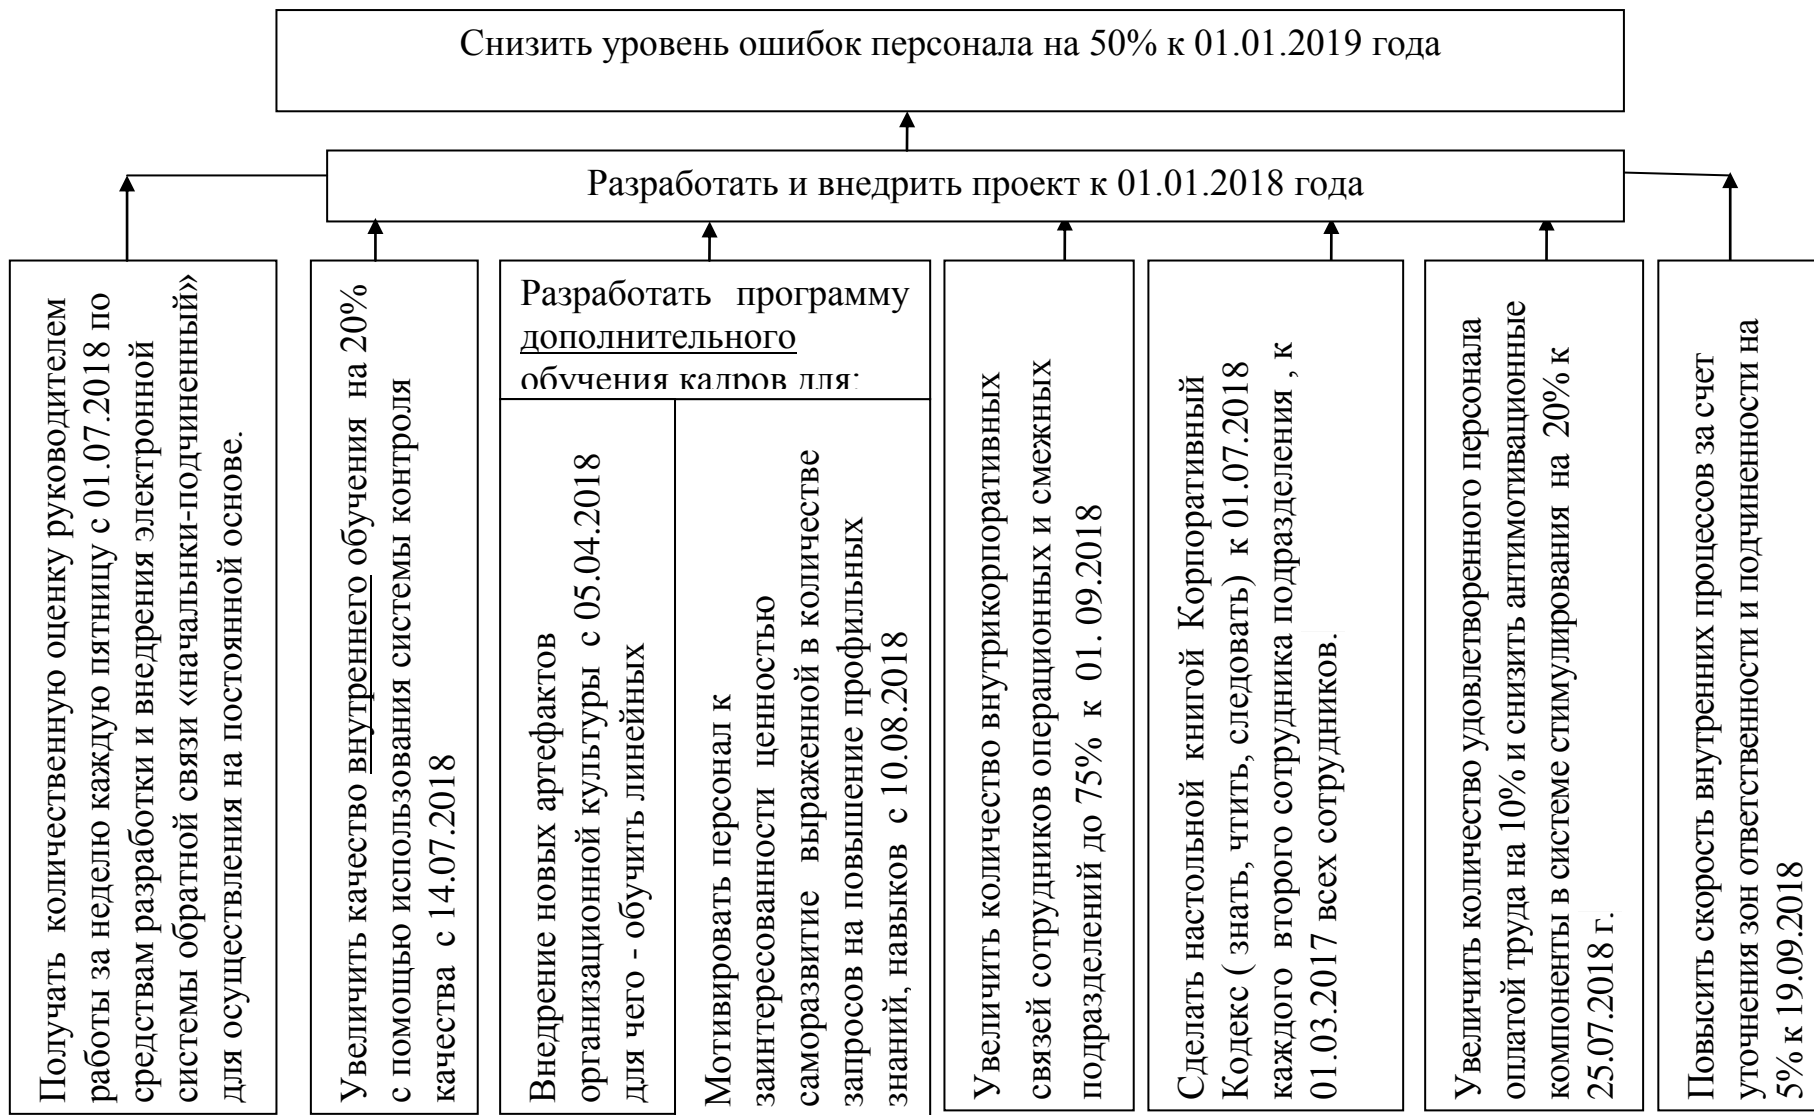 Снизить уровень ошибок персонала на 50% к 01.01.2019 года
Разработать и внедрить проект к 01.01.2018 года
Получать количественную оценку руководителем
работы за неделю каждую пятницу с 01.07.2018 по
средствам разработки и внедрения электронной
системы обратной связи «начальники-подчиненный»
для осуществления на постоянной основе.
Увеличить качество внутреннего обучения на 20%
с помощью использования системы контроля
качества с 14.07.2018
Разработать программу
дополнительного
обучения кадров для:
Внедрение новых артефактов
организационной культуры с 05.04.2018
для чего - обучить линейных
Мотивировать персонал к
заинтересованности ценностью
саморазвитие выраженной в количестве
запросов на повышение профильных
знаний, навыков с 10.08.2018
Увеличить количество внутрикорпоративных
связей сотрудников операционных и смежных
подразделений до 75% к 01. 09.2018
Сделать настольной книгой Корпоративный
Кодекс ( знать, чтить, следовать) к 01.07.2018
каждого второго сотрудника подразделения , к
01.03.2017 всех сотрудников.
Увеличить количество удовлетворенного персонала
оплатой труда на 10% и снизить антимотивационные
компоненты в системе стимулирования на 20% к
25.07.2018 г.
Повысить скорость внутренних процессов за счет
уточнения зон ответственности и подчиненности на
5% к 19.09.2018